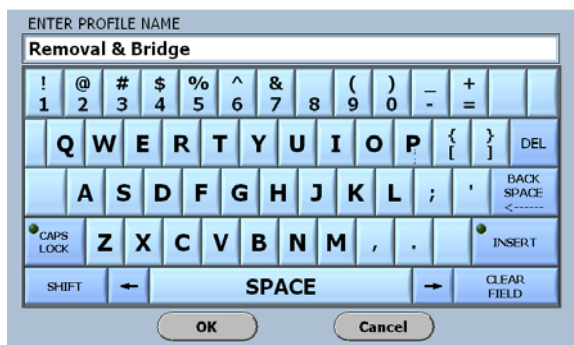 ENTER PROFILE NAME
Removal & Bridge
! @ # $ % ^ & ( ) _ +
1 2 3 4 5 6 7 8 9 0 - =
Q W E R T Y U I O P { } DEL
[ ]
A S D F G H J K L ; ' BACK SPACE <------
CAPS LOCK Z X C V B N M , . INSERT
SHIFT ← SPACE → CLEAR FIELD
OK Cancel